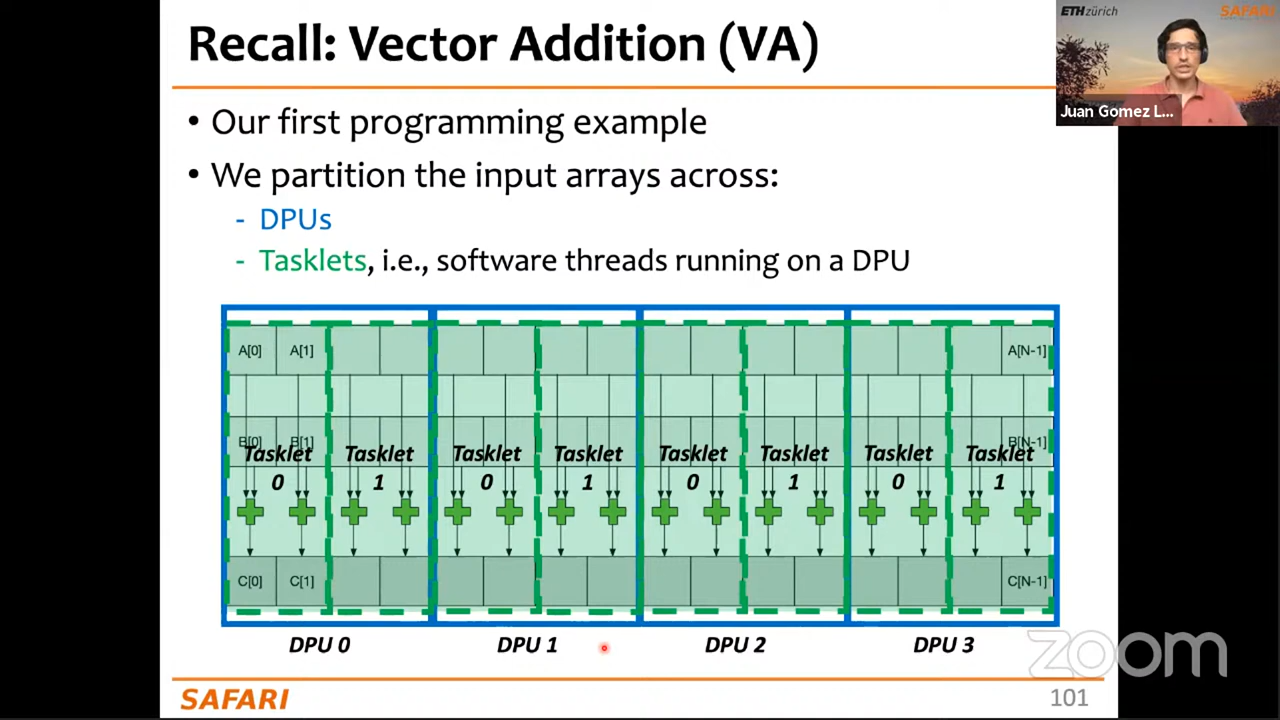 Recall: Vector Addition (VA)
ETH zürich
SAFARI
Juan Gómez L...
• Our first programming example
• We partition the input arrays across:
- DPUs
- Tasklets, i.e., software threads running on a DPU
A[0] A[1] A[N-1]
B[0] B[1] B[N-1]
Tasklet Tasklet Tasklet Tasklet Tasklet Tasklet Tasklet Tasklet
0 1 0 1 0 1 0 1
C[0] C[1] C[N-1]
DPU 0 DPU 1 DPU 2 DPU 3
zoom
SAFARI
101